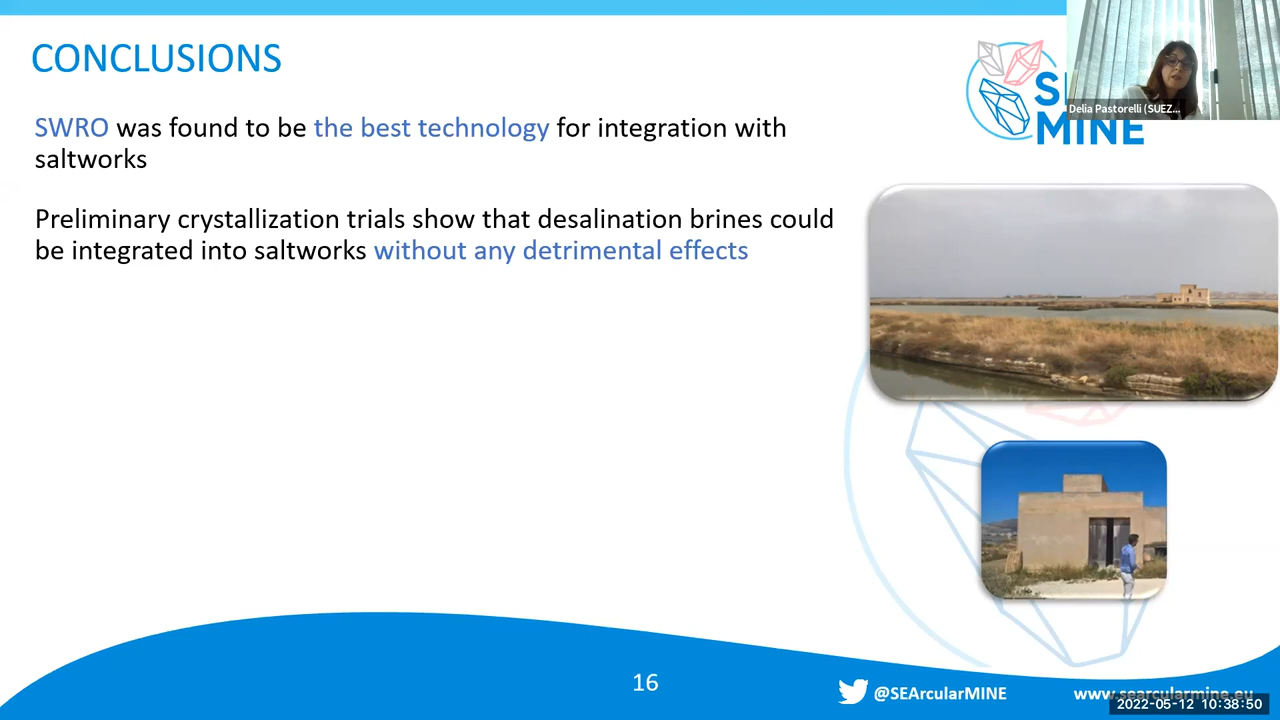 CONCLUSIONS
SWRO was found to be the best technology for integration with
saltworks
Preliminary crystallization trials show that desalination brines could
be integrated into saltworks without any detrimental effects
MINE
Delia Pastorelli (SUEZ...
16
@SEArcularMINE
www.searcularmine.eu
2022-05-12 10:38:50